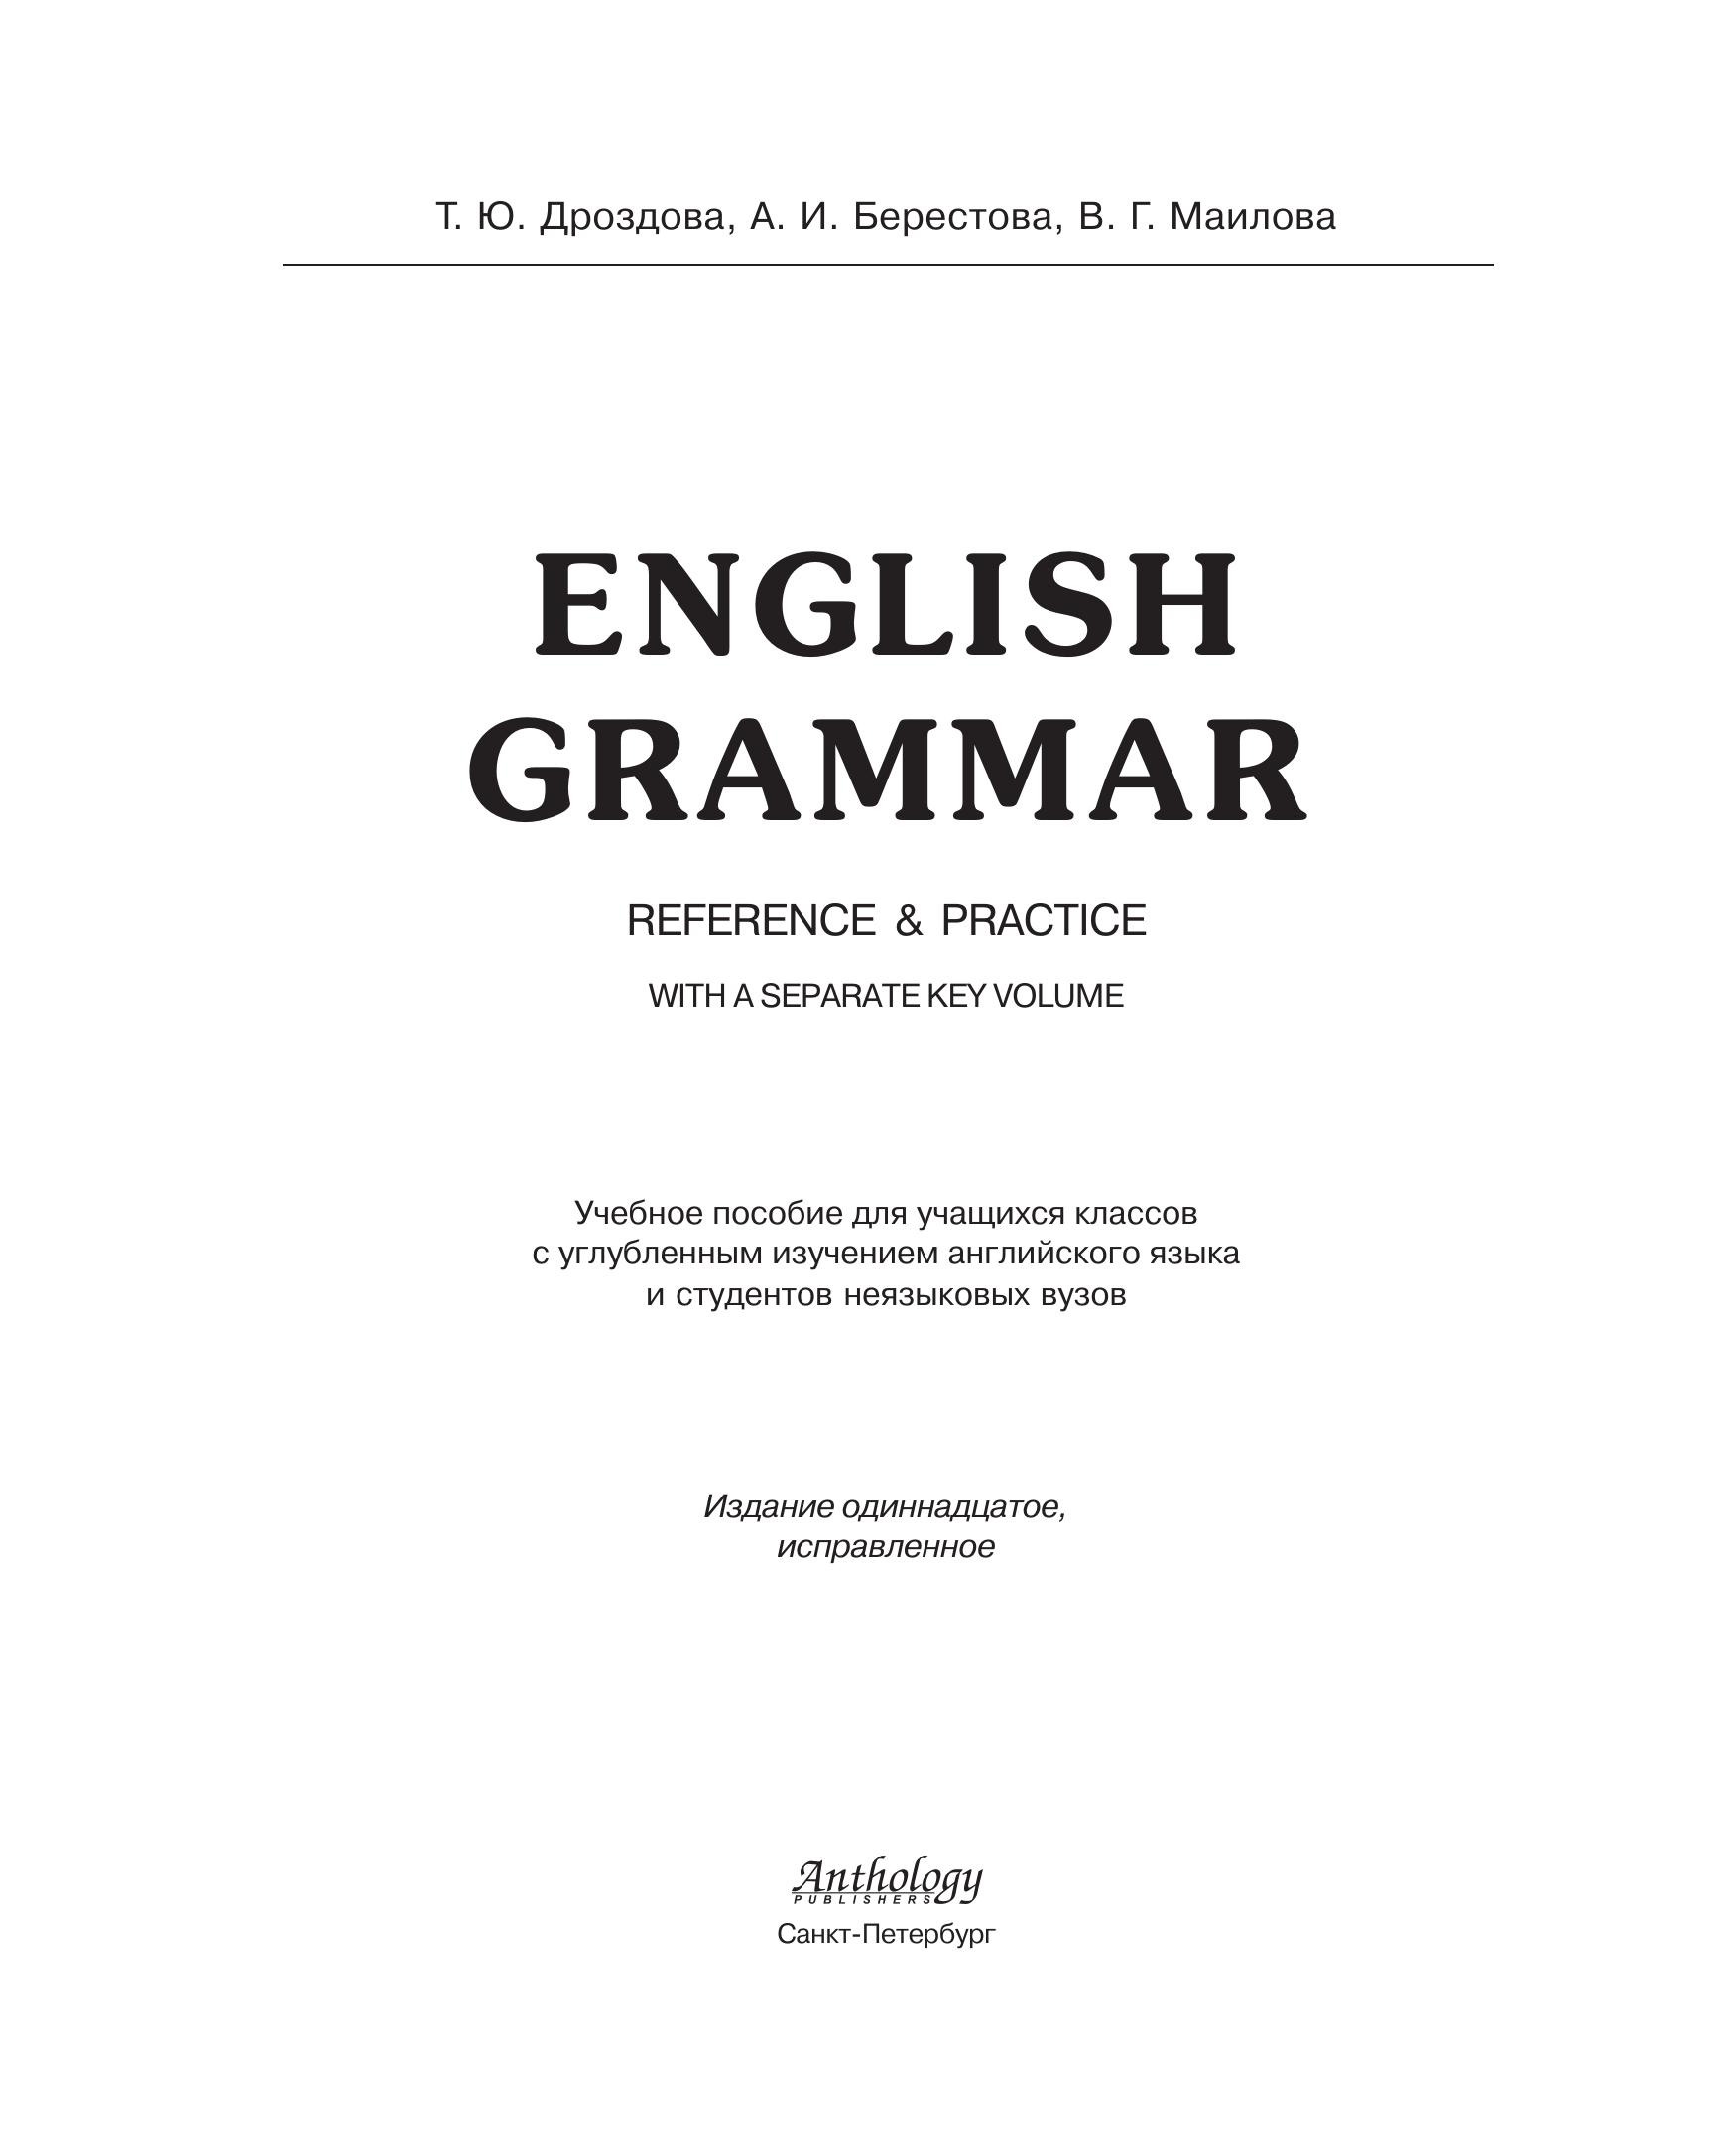 Т. Ю. Дроздова, А. И. Берестова, В. Г. Маилова
ENGLISH
GRAMMAR
REFERENCE & PRACTICE
WITH A SEPARATE KEY VOLUME
Учебное пособие для учащихся классов
с углубленным изучением английского языка
и студентов неязыковых вузов
Издание одиннадцатое,
исправленное
Anthology
PUBLISHERS
Санкт-Петербург